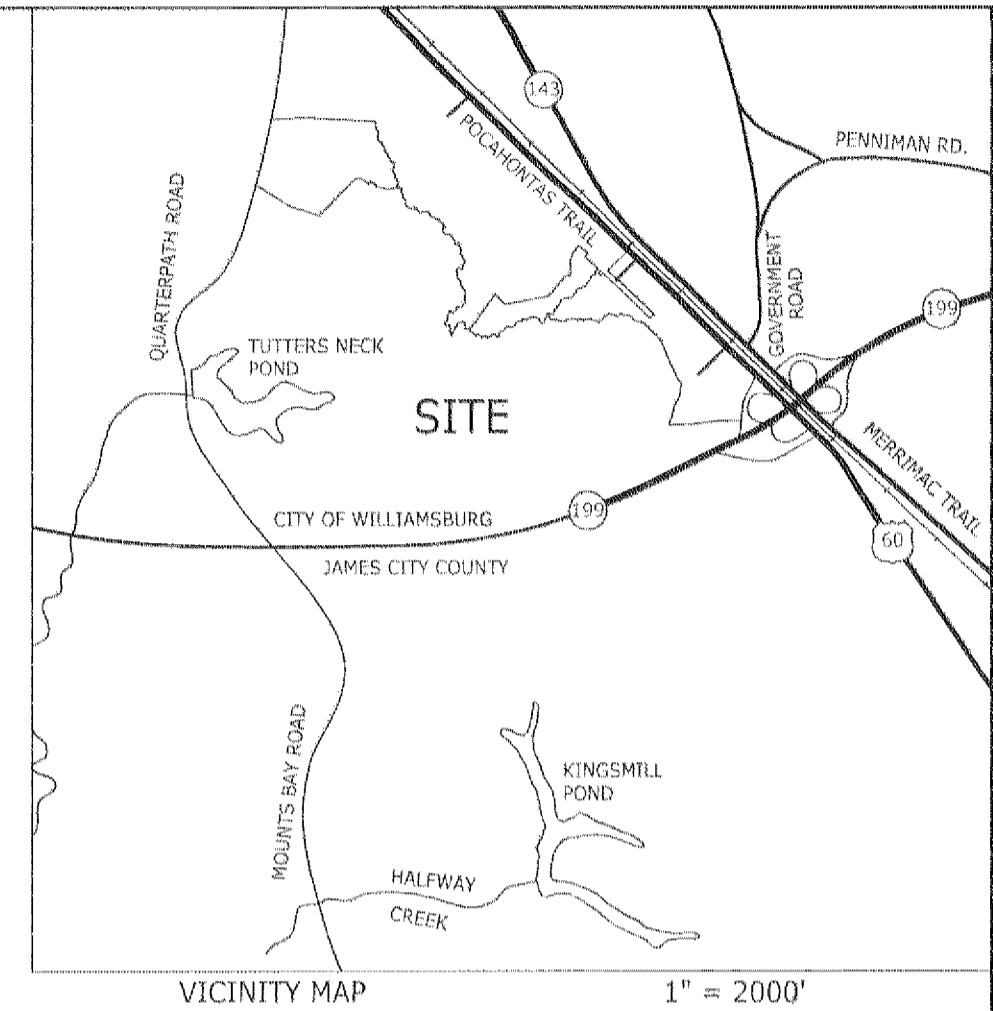 143
POCAHONTAS TRAIL
PENNIMAN RD.
QUARTERPATH ROAD
GOVERNMENT
ROAD
199
TUTTERS NECK
POND
SITE
MERRIMAC TRAIL
199
CITY OF WILLIAMSBURG
60
JAMES CITY COUNTY
MOUNTS BAY ROAD
KINGSMILL
POND
HALFWAY
CREEK
VICINITY MAP
1" = 2000'